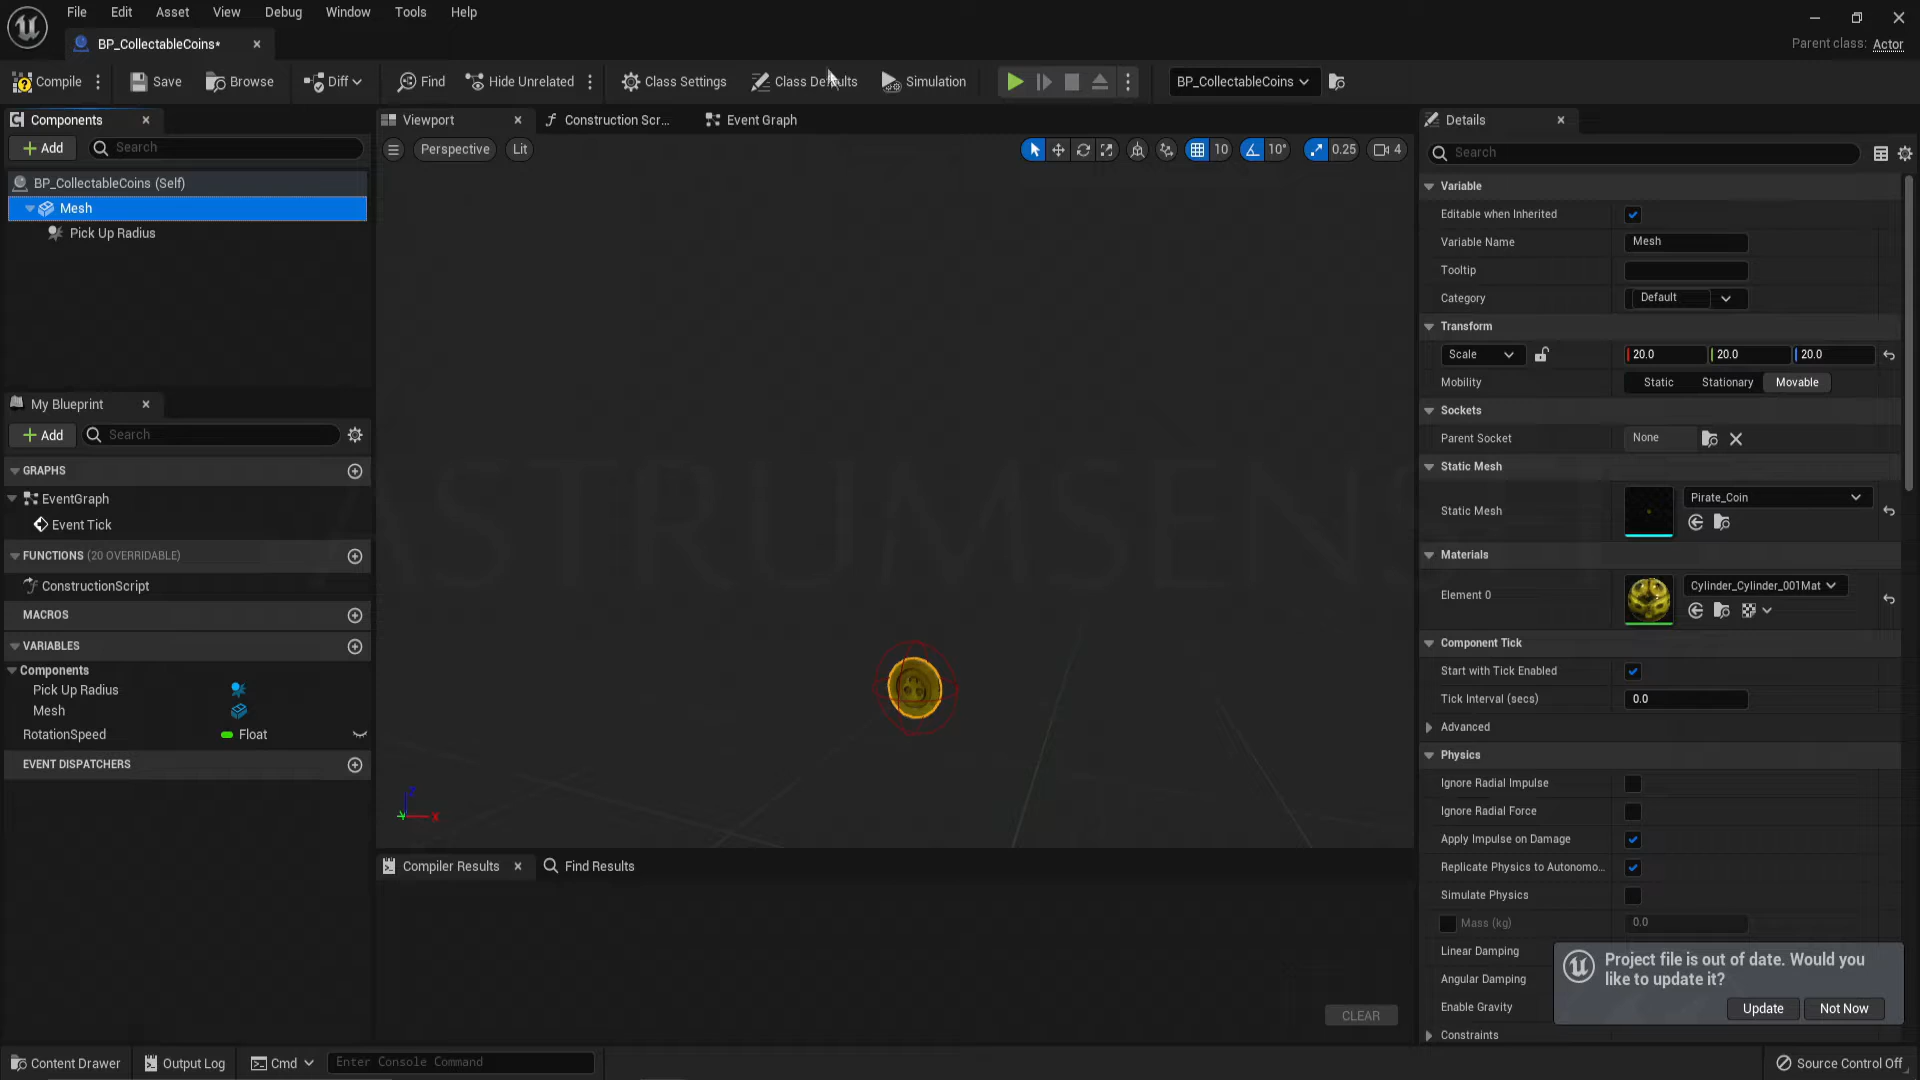 File Edit Asset View Debug Window Tools Help
BP_CollectableCoins*
Parent class: Actor
Compile Save Browse Diff Find Hide Unrelated Class Settings Class Defaults Simulation BP_CollectableCoins
Components
Add Search
BP_CollectableCoins (Self)
Mesh
Pick Up Radius
My Blueprint
Add Search
GRAPHS
EventGraph
Event Tick
FUNCTIONS (20 OVERRIDABLE)
ConstructionScript
MACROS
VARIABLES
Components
Pick Up Radius
Mesh
RotationSpeed Float
EVENT DISPATCHERS
Viewport Construction Scr... Event Graph
Perspective Lit 10 10° 0.25 4
ASTRUMSENS
Z
X
Compiler Results Find Results
CLEAR
Details
Search
Variable
Editable when Inherited
Variable Name Mesh
Tooltip
Category Default
Transform
Scale 20.0 20.0 20.0
Mobility Static Stationary Movable
Sockets
Parent Socket None
Static Mesh
Static Mesh Pirate_Coin
Materials
Element 0 Cylinder_Cylinder_001Mat
Component Tick
Start with Tick Enabled
Tick Interval (secs) 0.0
Advanced
Physics
Ignore Radial Impulse
Ignore Radial Force
Apply Impulse on Damage
Replicate Physics to Autonomo...
Simulate Physics
Mass (kg) 0.0
Linear Damping
Angular Damping
Enable Gravity
Constraints
Project file is out of date. Would you
like to update it?
Update Not Now
Content Drawer Output Log Cmd Enter Console Command Source Control Off